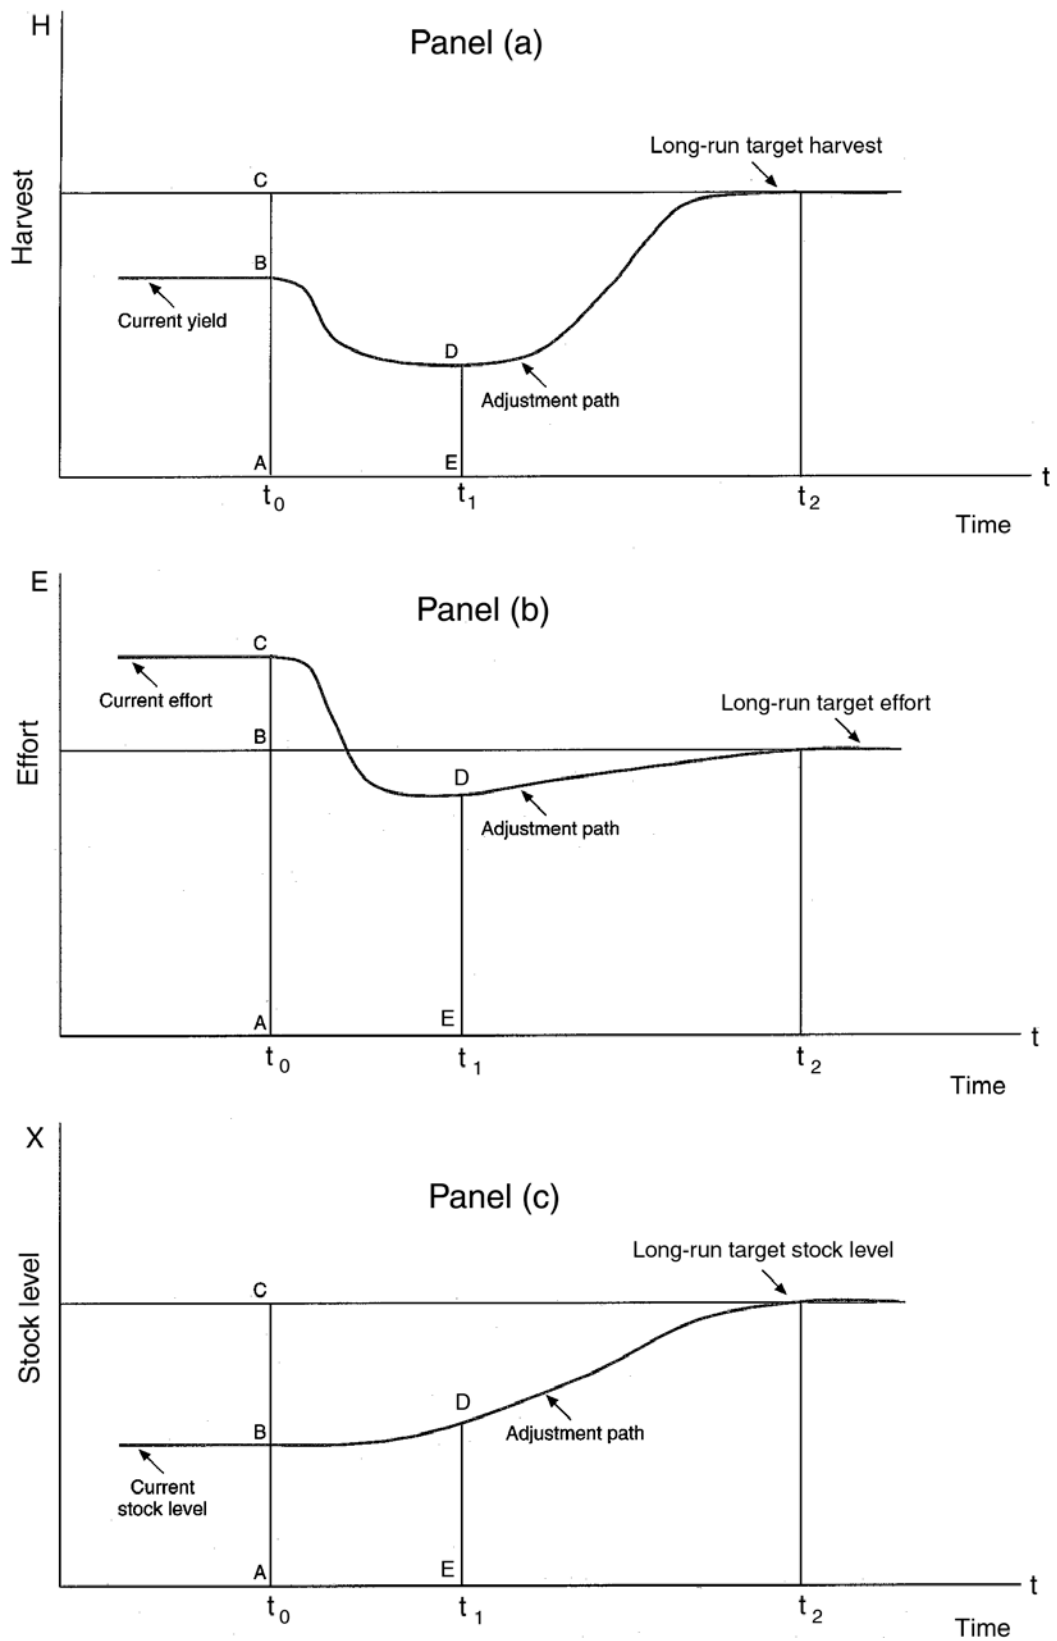 H
Panel (a)
Long-run target harvest
C
Harvest
B
Current yield
D
Adjustment path
A
E
t
t0
t1
t2
Time
E
Panel (b)
C
Current effort
Long-run target effort
B
Effort
D
Adjustment path
A
E
t
t0
t1
t2
Time
X
Panel (c)
Long-run target stock level
C
Stock level
D
B
Adjustment path
Current
stock level
A
E
t
t0
t1
t2
Time